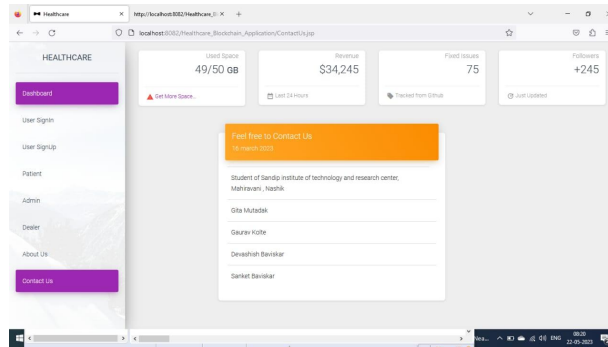 Healthcare
http://localhost:8082/Healthcare_Bl
localhost:8082/Healthcare_Blockchain_Application/ContactUs.jsp
HEALTHCARE
Dashboard
User Signin
User SignUp
Patient
Admin
Dealer
About Us
Contact Us
Used Space
49/50 GB
Get More Space...
Revenue
$34,245
Last 24 Hours
Fixed Issues
75
Tracked from Github
Followers
+245
Just Updated
Feel free to Contact Us
16 march 2023
Student of Sandip institute of technology and research center,
Mahiravani , Nashik
Gita Mutadak
Gaurav Kolte
Devashish Baviskar
Sanket Baviskar
Nea...
ENG
08:20
22-05-2023